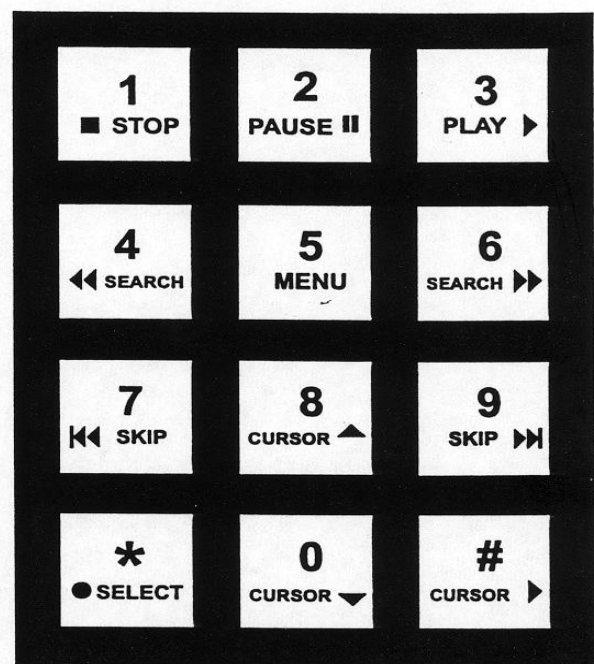 1
■ STOP
2
PAUSE ⏸
3
PLAY ▶
4
◀◀ SEARCH
5
MENU
6
SEARCH ▶▶
7
|◀◀ SKIP
8
CURSOR ▲
9
SKIP ▶▶|
*
● SELECT
0
CURSOR ▼
#
CURSOR ▶